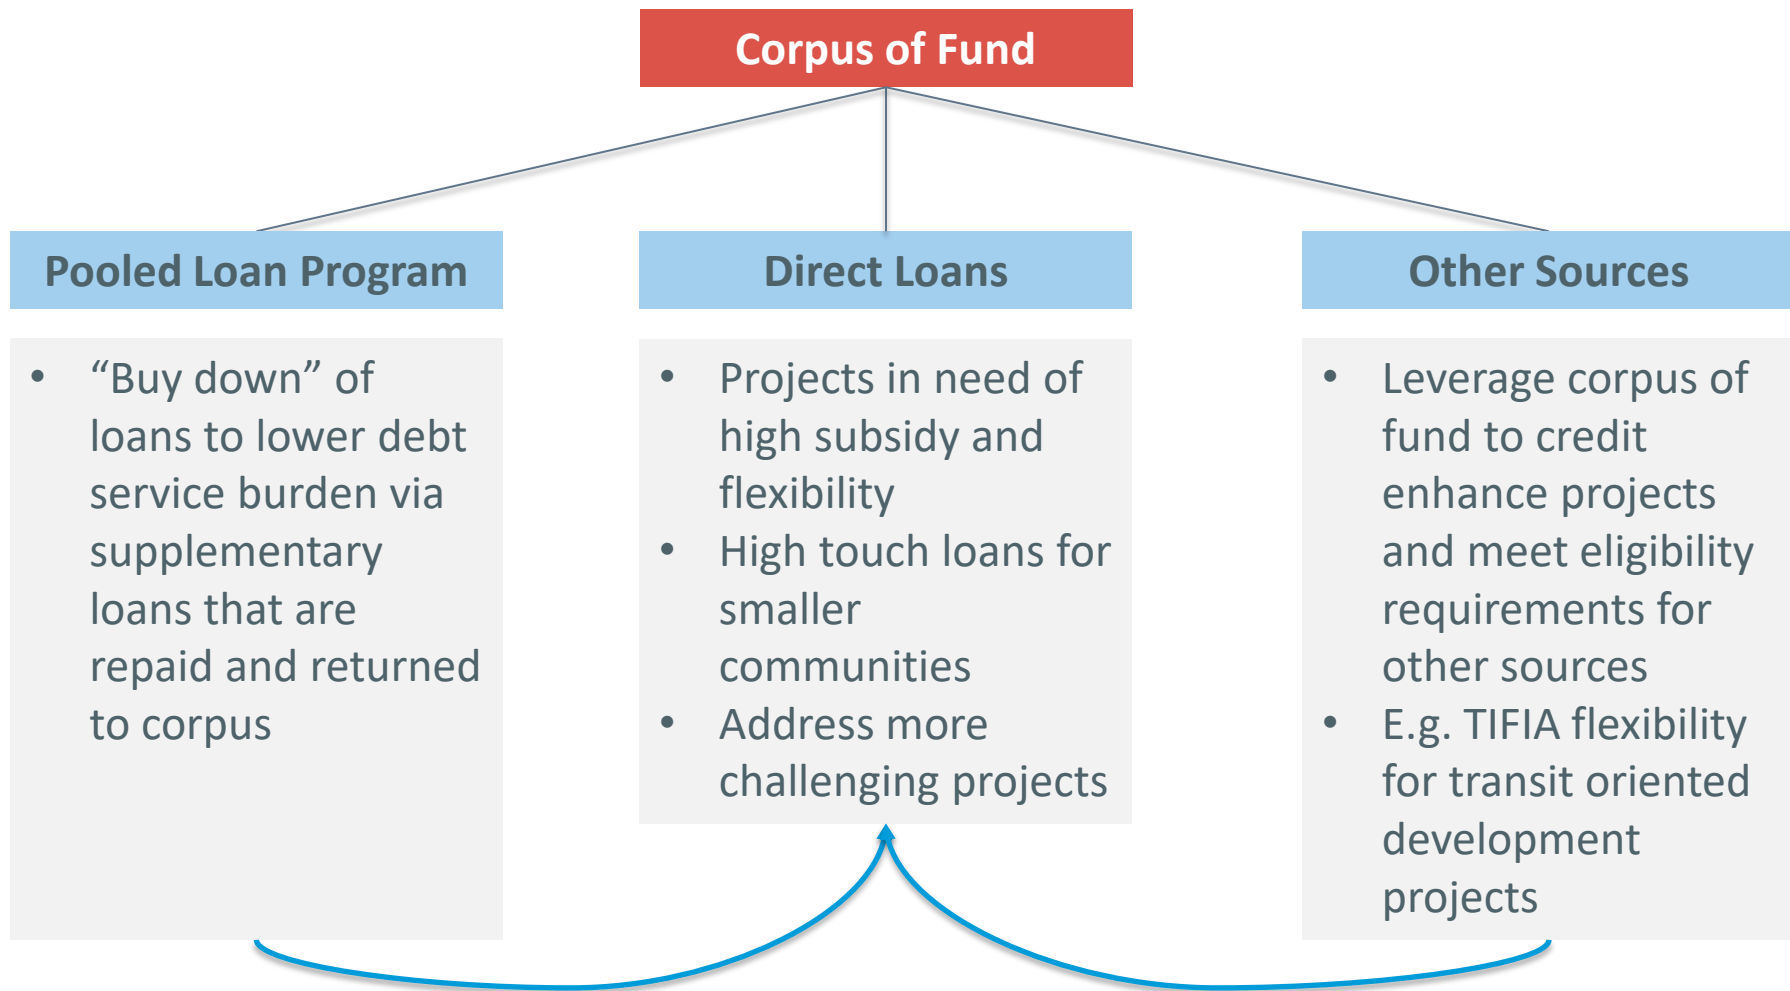 Corpus of Fund
Pooled Loan Program
• “Buy down” of
loans to lower debt
service burden via
supplementary
loans that are
repaid and returned
to corpus
Direct Loans
• Projects in need of
high subsidy and
flexibility
• High touch loans for
smaller
communities
• Address more
challenging projects
Other Sources
• Leverage corpus of
fund to credit
enhance projects
and meet eligibility
requirements for
other sources
• E.g. TIFIA flexibility
for transit oriented
development
projects